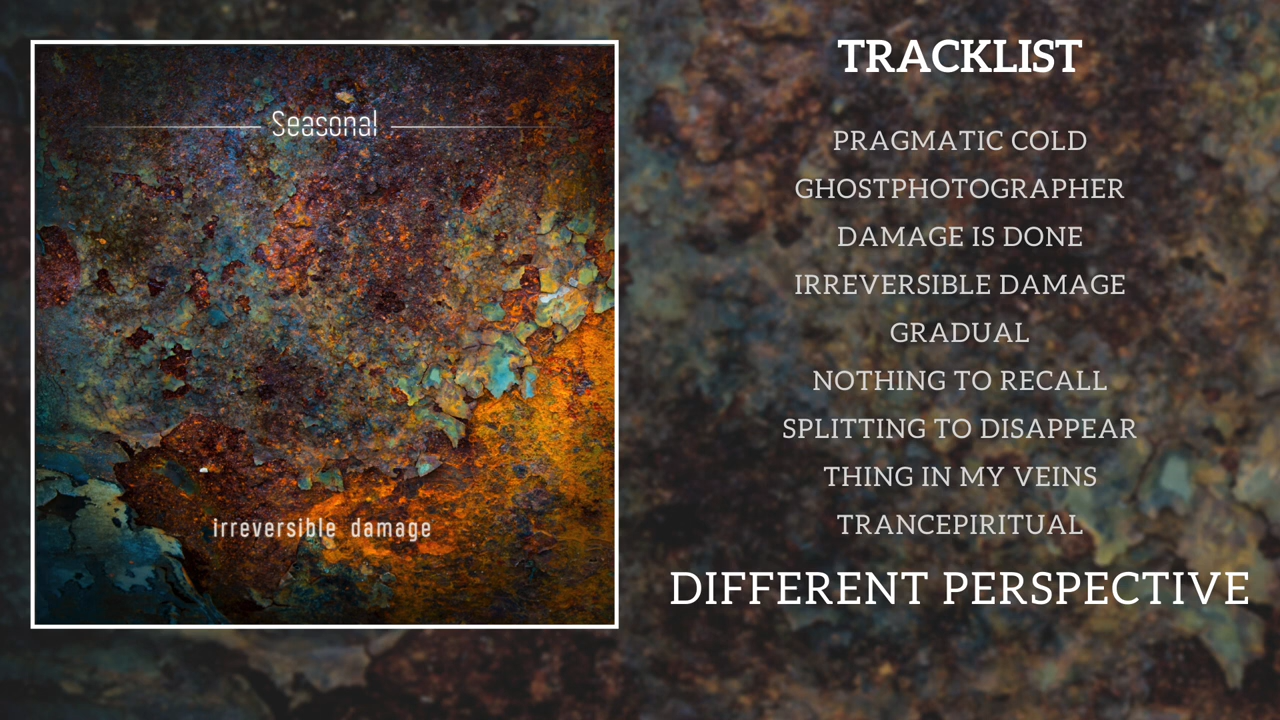 Seasonal
irreversible damage
TRACKLIST
PRAGMATIC COLD
GHOSTPHOTOGRAPHER
DAMAGE IS DONE
IRREVERSIBLE DAMAGE
GRADUAL
NOTHING TO RECALL
SPLITTING TO DISAPPEAR
THING IN MY VEINS
TRANCEPIRITUAL
DIFFERENT PERSPECTIVE